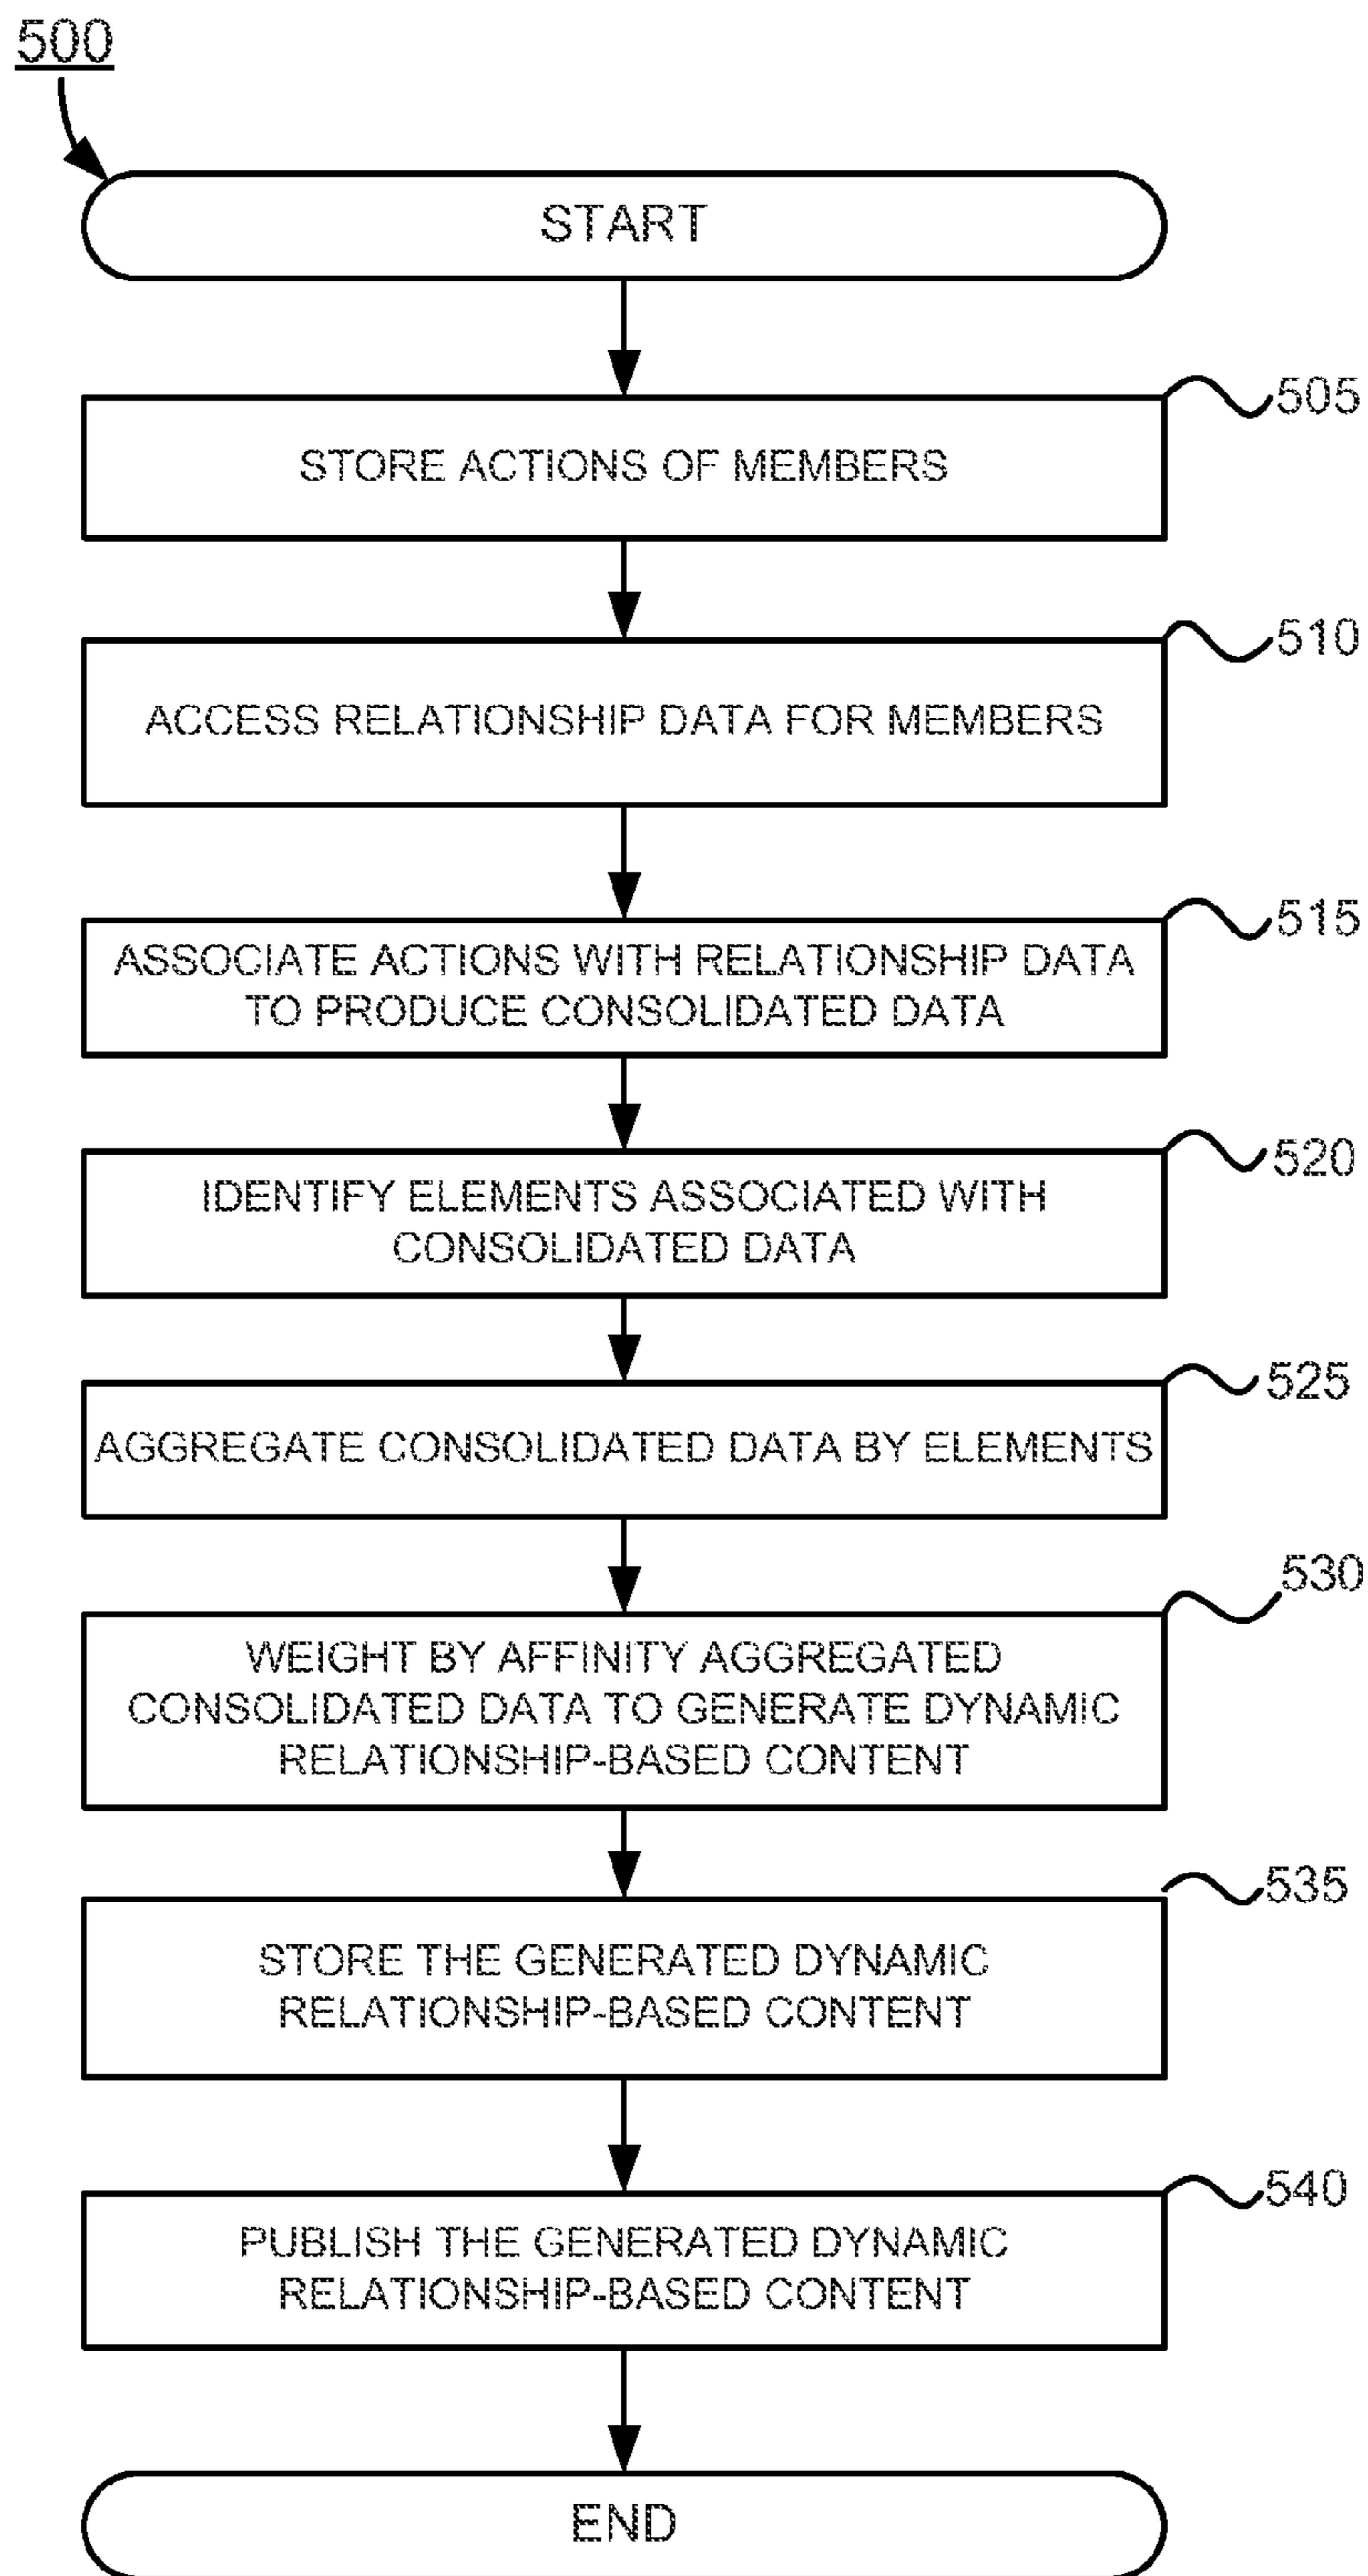 500
START
505
STORE ACTIONS OF MEMBERS
510
ACCESS RELATIONSHIP DATA FOR MEMBERS
515
ASSOCIATE ACTIONS WITH RELATIONSHIP DATA
TO PRODUCE CONSOLIDATED DATA
520
IDENTIFY ELEMENTS ASSOCIATED WITH
CONSOLIDATED DATA
525
AGGREGATE CONSOLIDATED DATA BY ELEMENTS
530
WEIGHT BY AFFINITY AGGREGATED
CONSOLIDATED DATA TO GENERATE DYNAMIC
RELATIONSHIP-BASED CONTENT
535
STORE THE GENERATED DYNAMIC
RELATIONSHIP-BASED CONTENT
540
PUBLISH THE GENERATED DYNAMIC
RELATIONSHIP-BASED CONTENT
END